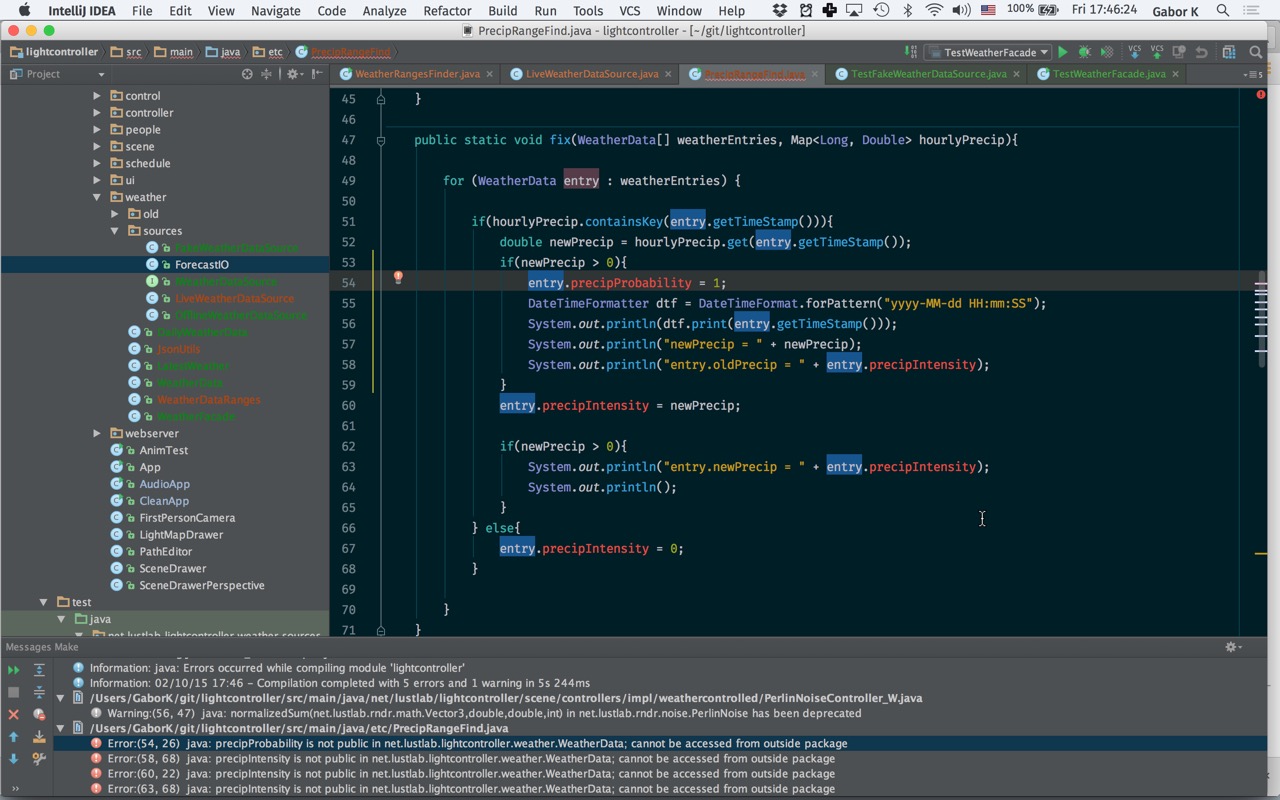 IntelliJ IDEA File Edit View Navigate Code Analyze Refactor Build Run Tools VCS Window Help 100% Fri 17:46:24 Gabor K
PrecipRangeFind.java - lightcontroller - [~/git/lightcontroller]
lightcontroller src main java etc PrecipRangeFind TestWeatherFacade VCS VCS
Project WeatherRangesFinder.java LiveWeatherDataSource.java PrecipRangeFind.java TestFakeWeatherDataSource.java TestWeatherFacade.java
control
controller
people
scene
schedule
ui
weather
old
sources
FakeWeatherDataSource
ForecastIO
LiveWeatherDataSource
OfflineWeatherDataSource
DailyWeatherData
JsonUtils
LatestWeather
WeatherData
WeatherDataRanges
WeatherFacade
webserver
AnimTest
App
AudioApp
CleanApp
FirstPersonCamera
LightMapDrawer
PathEditor
SceneDrawer
SceneDrawerPerspective
test
java
net.lustlab.lightcontroller.weather.sources
45 }
46
47 public static void fix(WeatherData[] weatherEntries, Map<Long, Double> hourlyPrecip){
48
49 for (WeatherData entry : weatherEntries) {
50
51 if(hourlyPrecip.containsKey(entry.getTimeStamp())){
52 double newPrecip = hourlyPrecip.get(entry.getTimeStamp());
53 if(newPrecip > 0){
54 entry.precipProbability = 1;
55 DateTimeFormatter dtf = DateTimeFormat.forPattern("yyyy-MM-dd HH:mm:SS");
56 System.out.println(dtf.print(entry.getTimeStamp()));
57 System.out.println("newPrecip = " + newPrecip);
58 System.out.println("entry.oldPrecip = " + entry.precipIntensity);
59 }
60 entry.precipIntensity = newPrecip;
61
62 if(newPrecip > 0){
63 System.out.println("entry.newPrecip = " + entry.precipIntensity);
64 System.out.println();
65 }
66 } else{
67 entry.precipIntensity = 0;
68 }
69
70 }
71 }
Messages Make
Information: java: Errors occurred while compiling module 'lightcontroller'
Information: 02/10/15 17:46 - Compilation completed with 5 errors and 1 warning in 5s 244ms
/Users/GaborK/git/lightcontroller/src/main/java/net/lustlab/lightcontroller/scene/controllers/impl/weathercontrolled/PerlinNoiseController_W.java
Warning:(56, 47) java: normalizedSum(net.lustlab.rndr.math.Vector3,double,double,int) in net.lustlab.rndr.noise.PerlinNoise has been deprecated
/Users/GaborK/git/lightcontroller/src/main/java/etc/PrecipRangeFind.java
Error:(54, 26) java: precipProbability is not public in net.lustlab.lightcontroller.weather.WeatherData; cannot be accessed from outside package
Error:(58, 68) java: precipIntensity is not public in net.lustlab.lightcontroller.weather.WeatherData; cannot be accessed from outside package
Error:(60, 22) java: precipIntensity is not public in net.lustlab.lightcontroller.weather.WeatherData; cannot be accessed from outside package
Error:(63, 68) java: precipIntensity is not public in net.lustlab.lightcontroller.weather.WeatherData; cannot be accessed from outside package